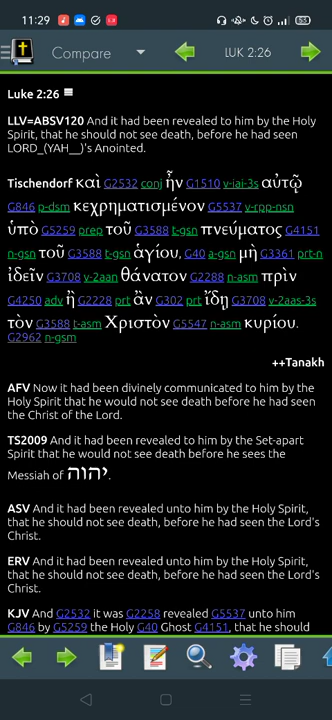 11:29
63
Compare
LUK 2:26
Luke 2:26
LLV=ABSV120 And it had been revealed to him by the Holy
Spirit, that he should not see death, before he had seen
LORD_(YAH__)'s Anointed.
Tischendorf καὶ G2532 conj ἦν G1510 v-iai-3s αὐτῷ
G846 p-dsm κεχρηματισμένον G5537 v-rpp-nsn
ὑπὸ G5259 prep τοῦ G3588 t-gsn πνεύματος G4151
n-gsn τοῦ G3588 t-gsn ἁγίου, G40 a-gsn μὴ G3361 prt-n
ἰδεῖν G3708 v-2aan θάνατον G2288 n-asm πρὶν
G4250 adv ἢ G2228 prt ἂν G302 prt ἴδῃ G3708 v-2aas-3s
τὸν G3588 t-asm Χριστὸν G5547 n-asm κυρίου.
G2962 n-gsm
++Tanakh
AFV Now it had been divinely communicated to him by the
Holy Spirit that he would not see death before he had seen
the Christ of the Lord.
TS2009 And it had been revealed to him by the Set-apart
Spirit that he would not see death before he sees the
Messiah of יהוה.
ASV And it had been revealed unto him by the Holy Spirit,
that he should not see death, before he had seen the Lord's
Christ.
ERV And it had been revealed unto him by the Holy Spirit,
that he should not see death, before he had seen the Lord's
Christ.
KJV And G2532 it was G2258 revealed G5537 unto him
G846 by G5259 the Holy G40 Ghost G4151, that he should